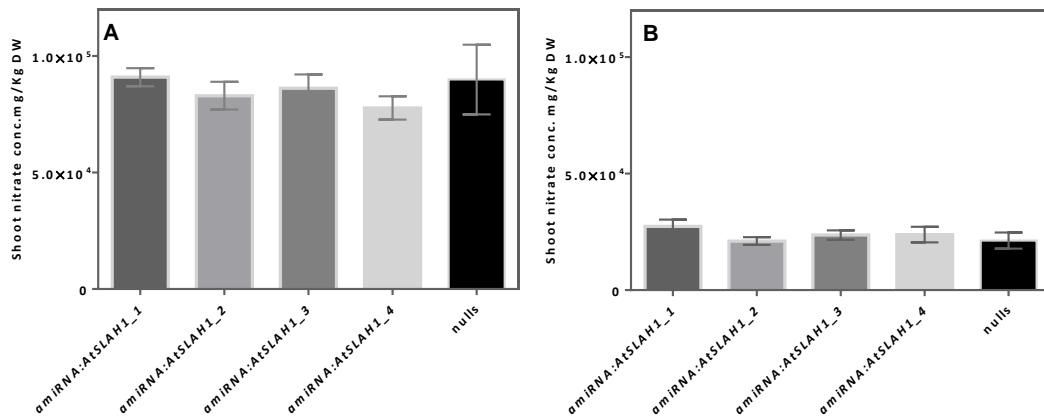 A
Shoot nitrate conc.mg/Kg DW
1.0×10⁵
5.0×10⁴
0
amiRNA:AtSLAH1_1
amiRNA:AtSLAH1_2
amiRNA:AtSLAH1_3
amiRNA:AtSLAH1_4
nulls
B
Shoot nitrate conc. mg/Kg DW
1.0×10⁵
5.0×10⁴
0
amiRNA:AtSLAH1_1
amiRNA:AtSLAH1_2
amiRNA:AtSLAH1_3
amiRNA:AtSLAH1_4
nulls